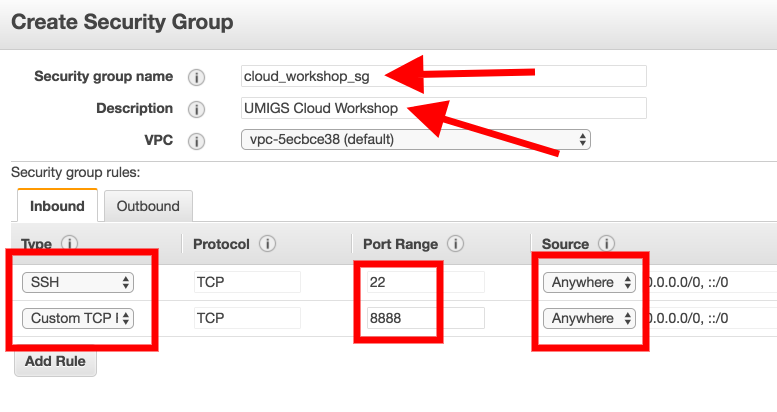 Create Security Group
Security group name i cloud_workshop_sg
Description i UMIGS Cloud Workshop
VPC i vpc-5ecbce38 (default)
Security group rules:
Inbound Outbound
Type i Protocol i Port Range i Source i
SSH TCP 22 Anywhere 0.0.0.0/0, ::/0
Custom TCP TCP 8888 Anywhere 0.0.0.0/0, ::/0
Add Rule